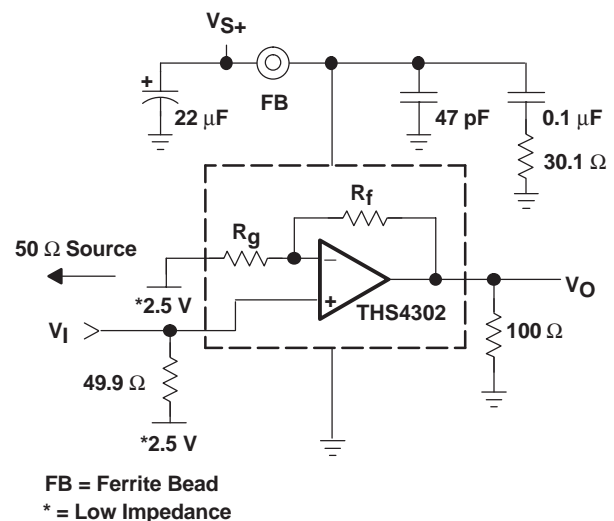 VS+
+
22 μF
FB
47 pF
0.1 μF
30.1 Ω
Rf
Rg
50 Ω Source
*2.5 V
−
+
THS4302
VO
VI
100 Ω
49.9 Ω
*2.5 V
FB = Ferrite Bead
* = Low Impedance